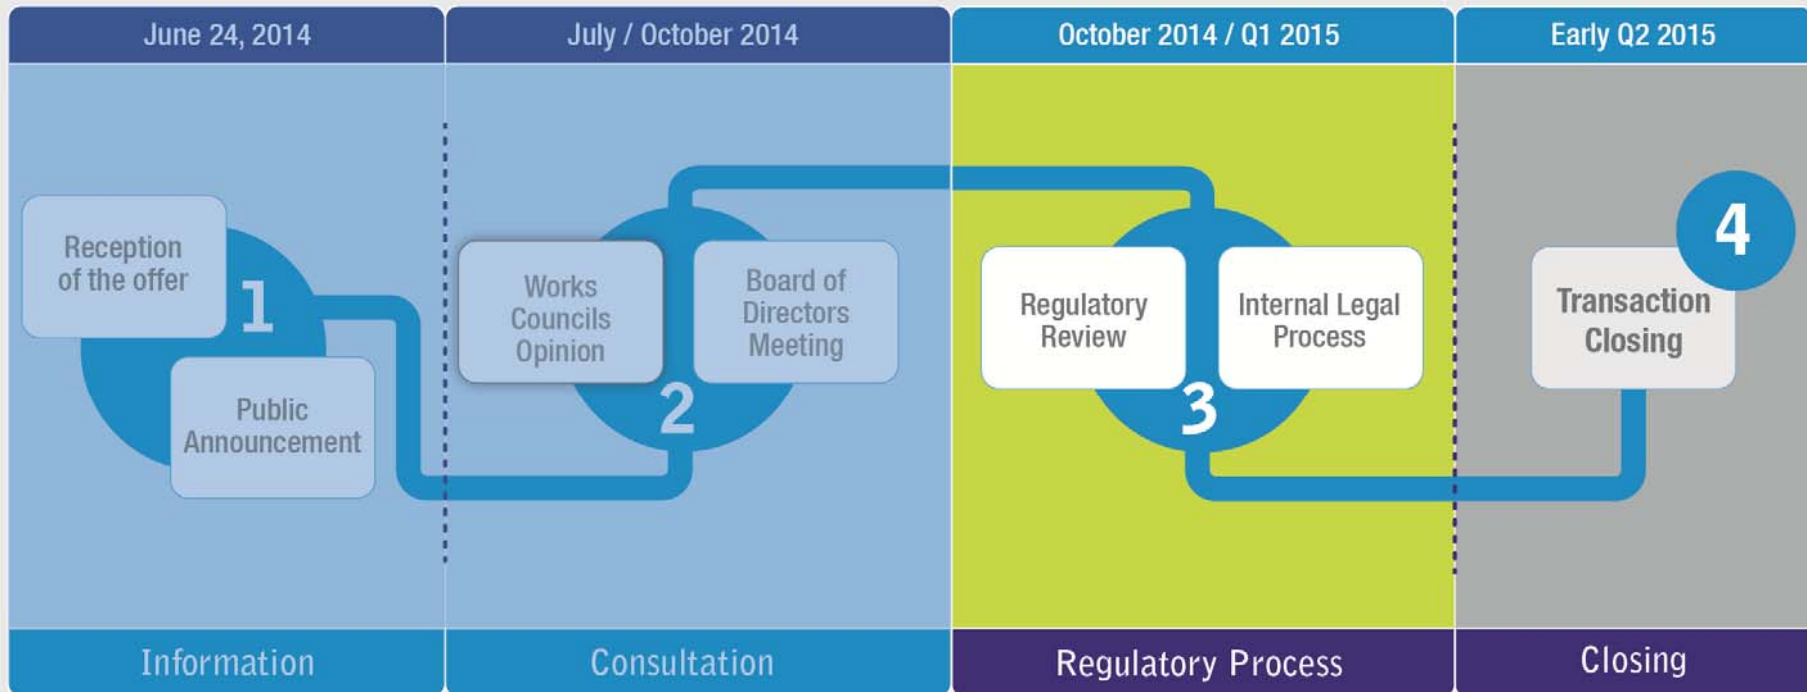 June 24, 2014
July / October 2014
October 2014 / Q1 2015
Early Q2 2015
Reception
of the offer
1
Public
Announcement
Works
Councils
Opinion
Board of
Directors
Meeting
2
Regulatory
Review
Internal Legal
Process
3
4
Transaction
Closing
Information
Consultation
Regulatory Process
Closing